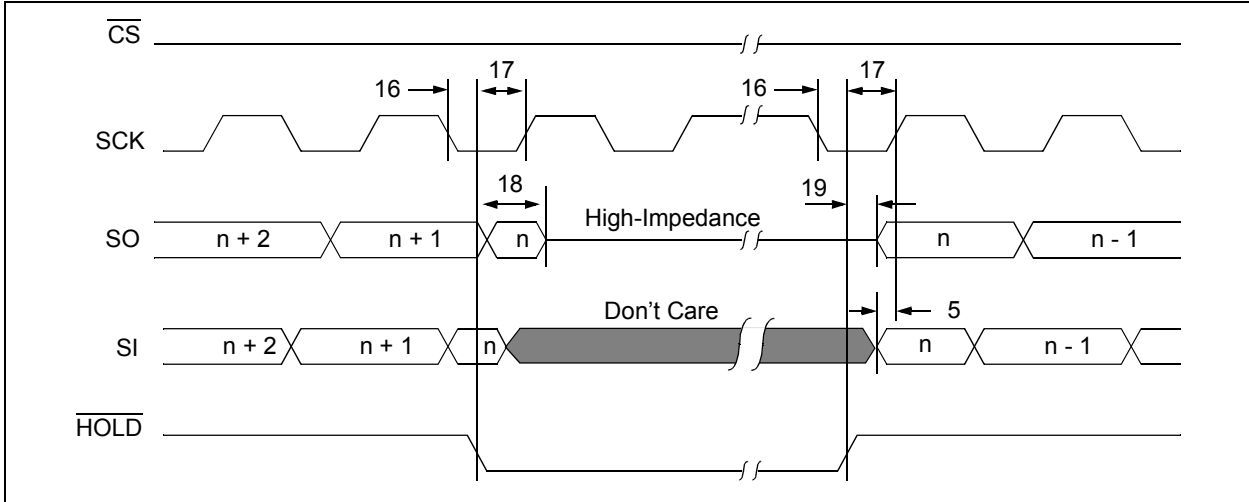 CS
16 17 16 17
SCK
18 19
SO n + 2 n + 1 n High-Impedance n n - 1
Don't Care 5
SI n + 2 n + 1 n n n - 1
HOLD